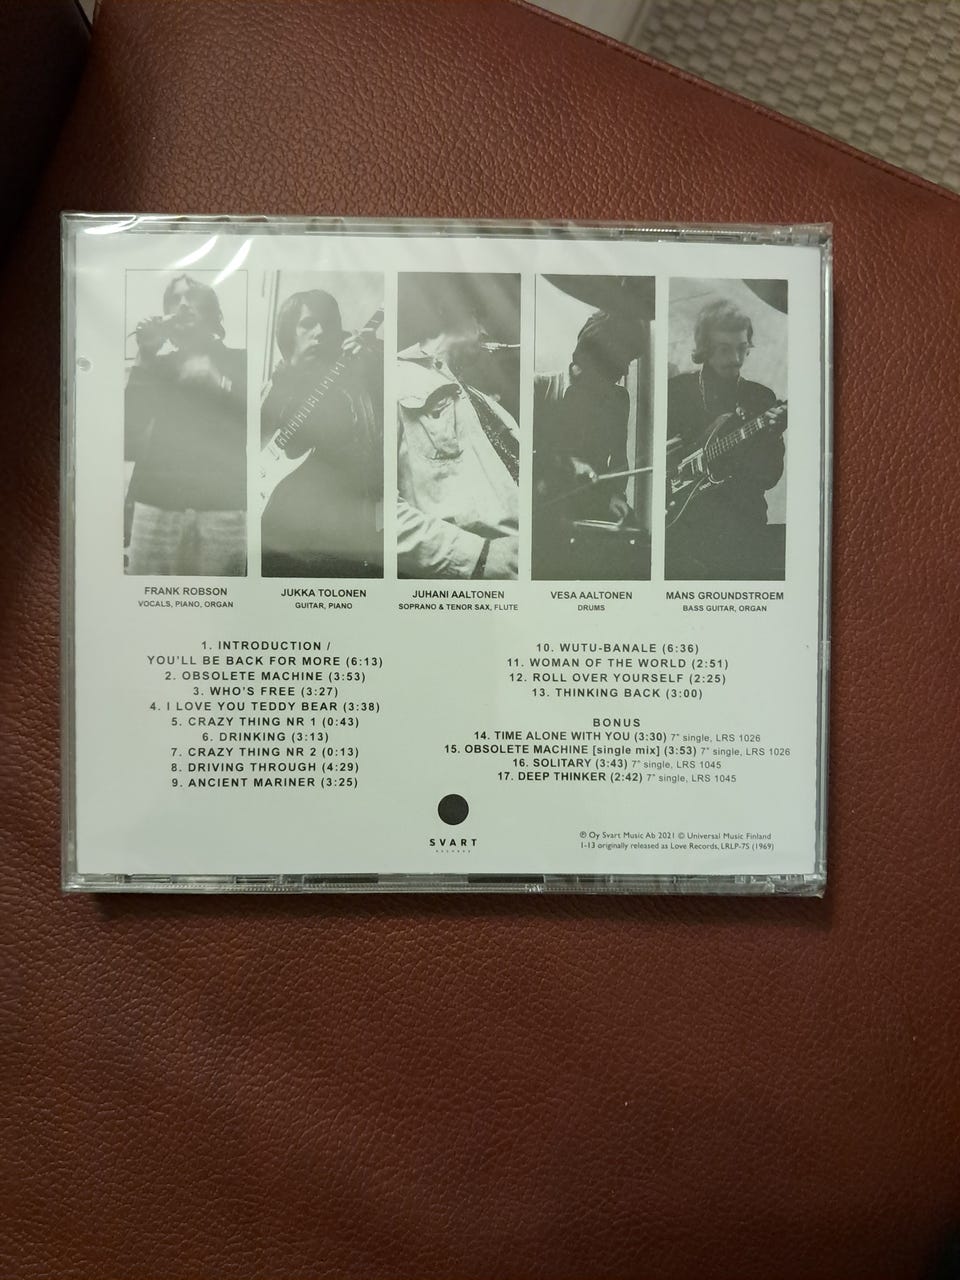 FRANK ROBSON
VOCALS, PIANO, ORGAN
JUKKA TOLONEN
GUITAR, PIANO
JUHANI AALTONEN
SOPRANO & TENOR SAX, FLUTE
VESA AALTONEN
DRUMS
MÅNS GROUNDSTROEM
BASS GUITAR, ORGAN
1. INTRODUCTION /
YOU'LL BE BACK FOR MORE (6:13)
2. OBSOLETE MACHINE (3:53)
3. WHO'S FREE (3:27)
4. I LOVE YOU TEDDY BEAR (3:38)
5. CRAZY THING NR 1 (0:43)
6. DRINKING (3:13)
7. CRAZY THING NR 2 (0:13)
8. DRIVING THROUGH (4:29)
9. ANCIENT MARINER (3:25)
10. WUTU-BANALE (6:36)
11. WOMAN OF THE WORLD (2:51)
12. ROLL OVER YOURSELF (2:25)
13. THINKING BACK (3:00)
BONUS
14. TIME ALONE WITH YOU (3:30) 7" single, LRS 1026
15. OBSOLETE MACHINE [single mix] (3:53) 7" single, LRS 1026
16. SOLITARY (3:43) 7" single, LRS 1045
17. DEEP THINKER (2:42) 7" single, LRS 1045
SVART
RECORDS
℗ Oy Svart Music Ab 2021 © Universal Music Finland
1-13 originally released as Love Records, LRLP-7S (1969)